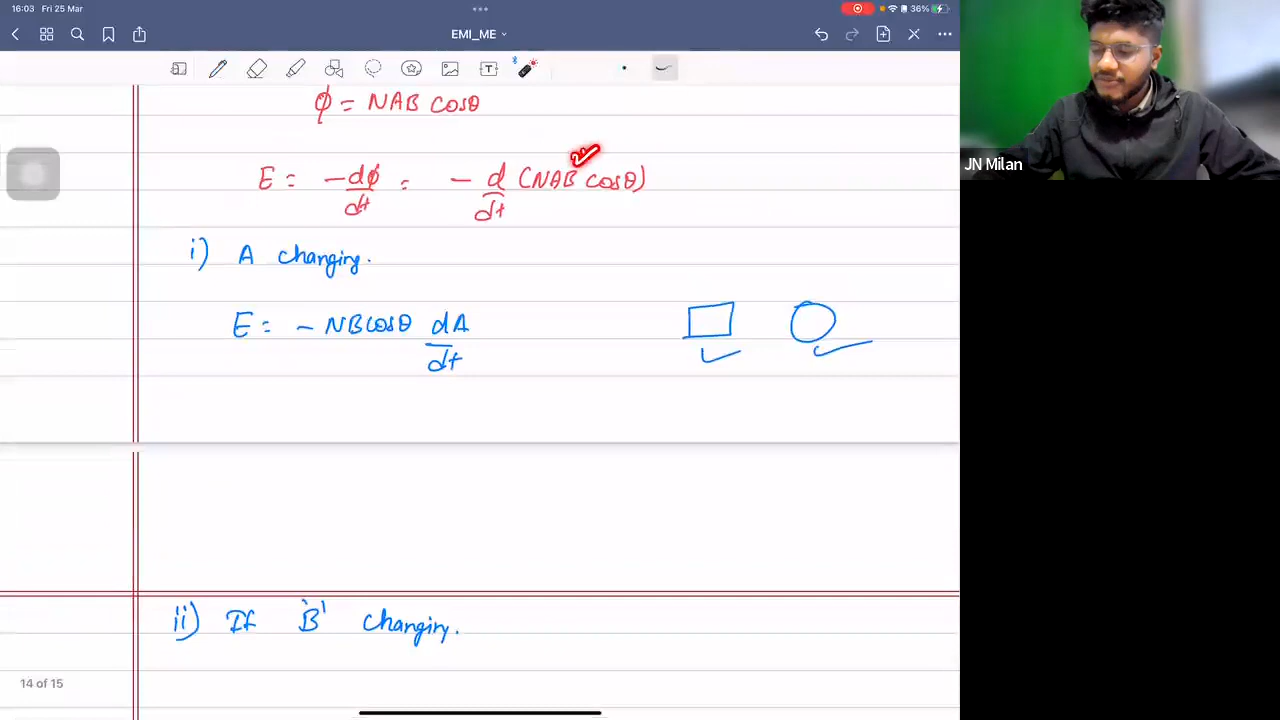 16:03 Fri 25 Mar
36%
EMI_ME
JN Milan
ϕ = NAB Cosθ
E = -dϕ/dt = - d/dt (NAB Cosθ)
i) A changing.
E = - NBCosθ dA/dt
ii) If 'B' changing.
14 of 15